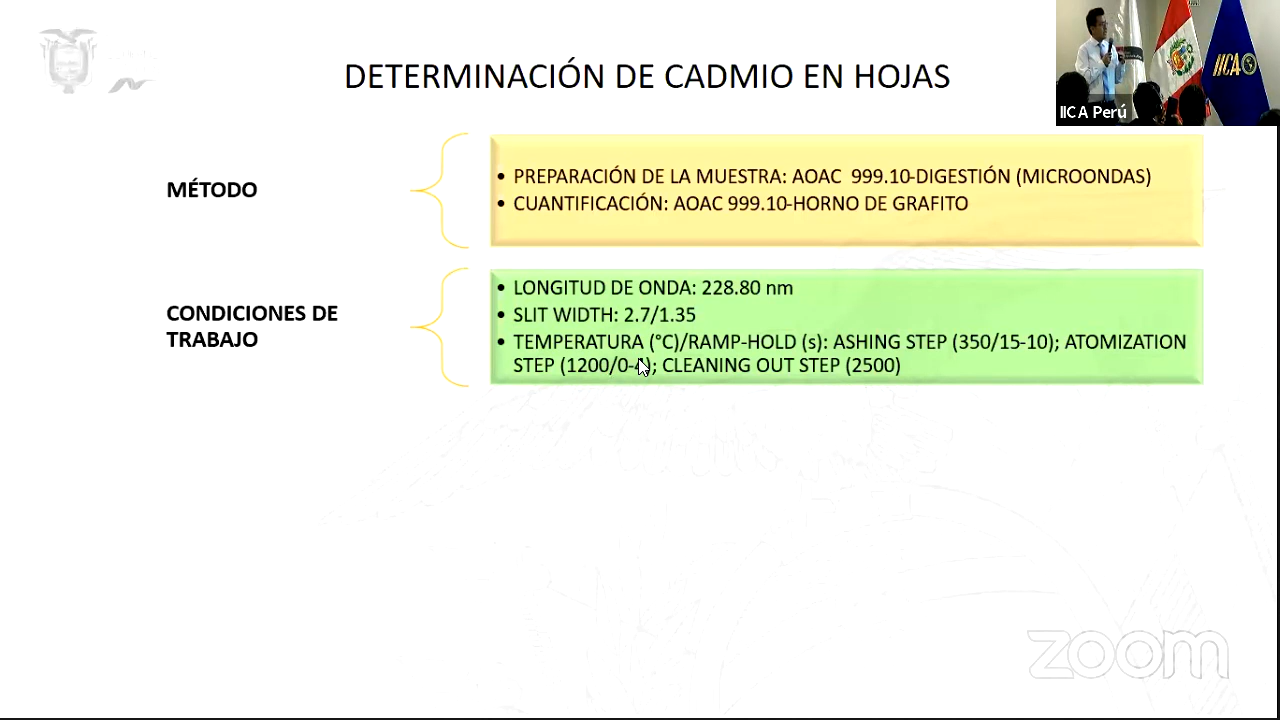 DETERMINACIÓN DE CADMIO EN HOJAS
IICA
IICA Perú
MÉTODO
• PREPARACIÓN DE LA MUESTRA: AOAC 999.10-DIGESTIÓN (MICROONDAS)
• CUANTIFICACIÓN: AOAC 999.10-HORNO DE GRAFITO
CONDICIONES DE
TRABAJO
• LONGITUD DE ONDA: 228.80 nm
• SLIT WIDTH: 2.7/1.35
• TEMPERATURA (°C)/RAMP-HOLD (s): ASHING STEP (350/15-10); ATOMIZATION
STEP (1200/0-; CLEANING OUT STEP (2500)
zoom